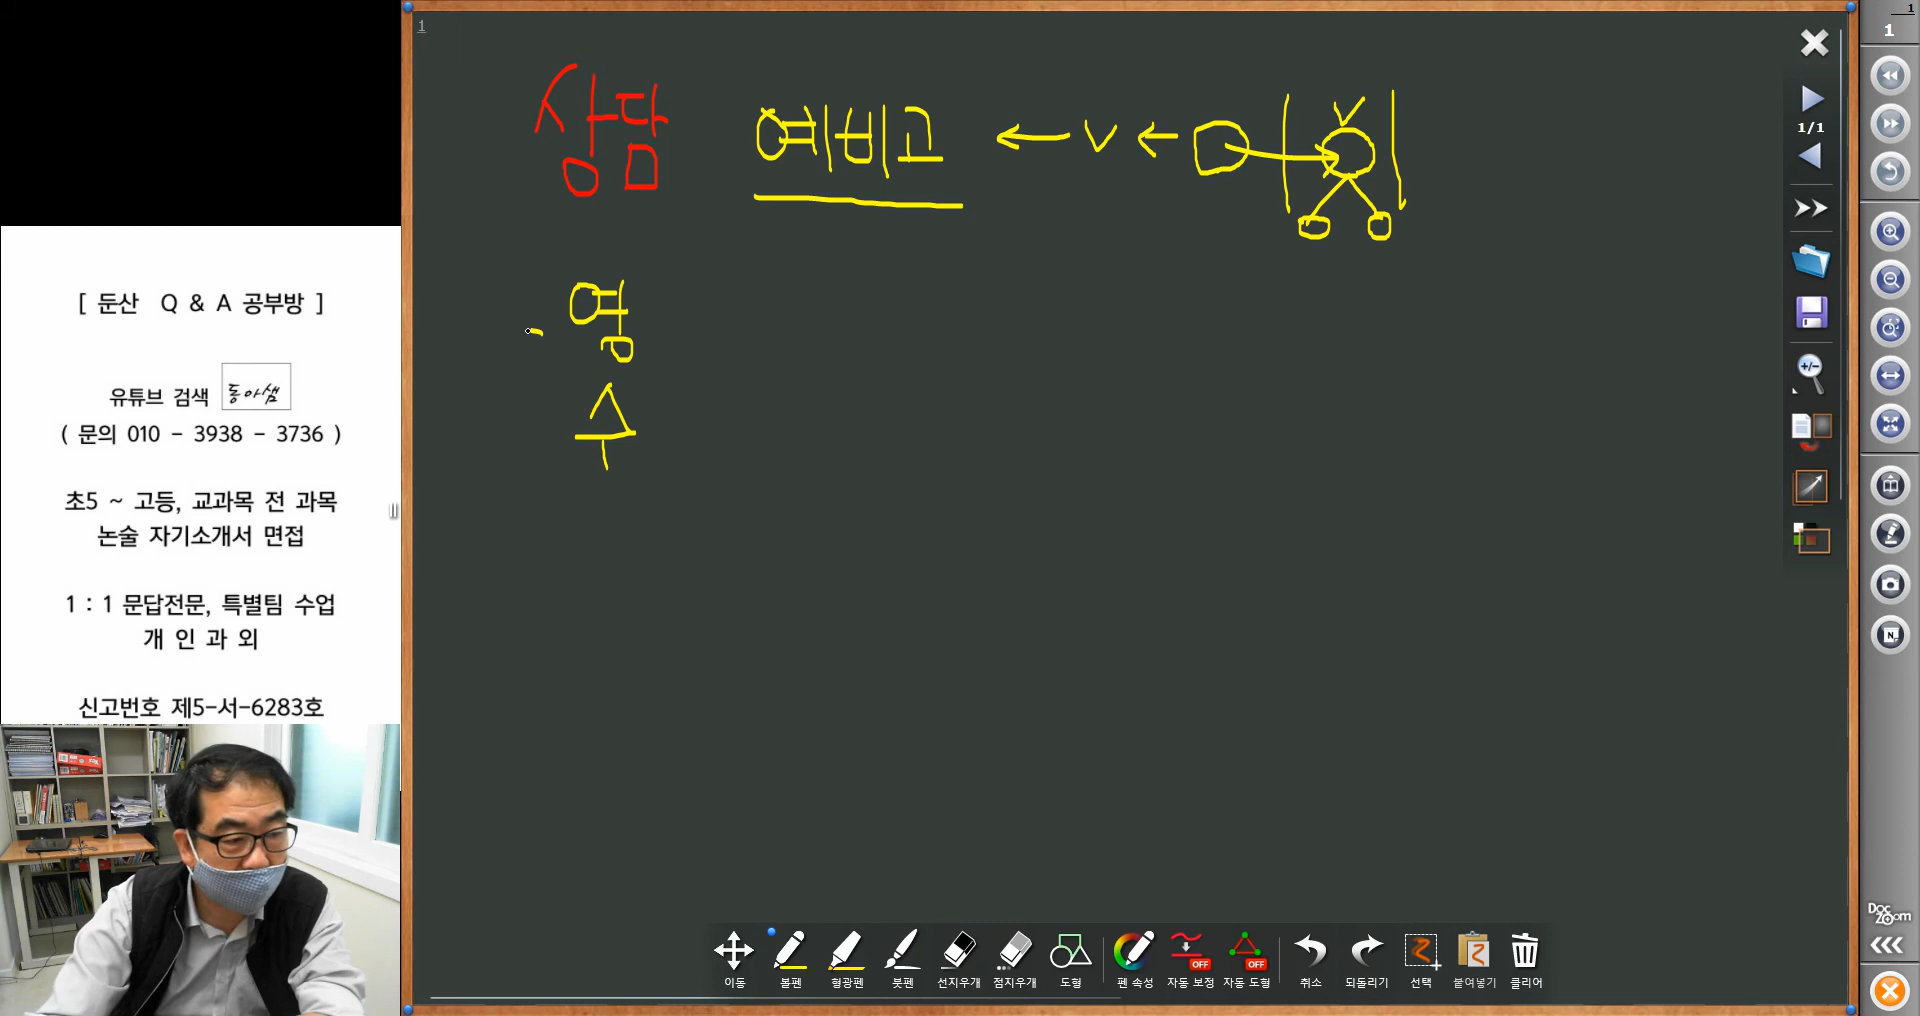 [ 둔산 Q & A 공부방 ]
유튜브 검색 동아샘
( 문의 010 - 3938 - 3736 )
초5 ~ 고등, 교과목 전 과목
논술 자기소개서 면접
1 : 1 문답전문, 특별팀 수업
개 인 과 외
신고번호 제5-서-6283호
1
상담 예비고 ← V ← V
영
수
1
1
1/1
Doc Zoom
이동 볼펜 형광펜 붓펜 선지우개 점지우개 도형 펜 속성 OFF 자동 보정 OFF 자동 도형 취소 되돌리기 선택 붙여넣기 클리어